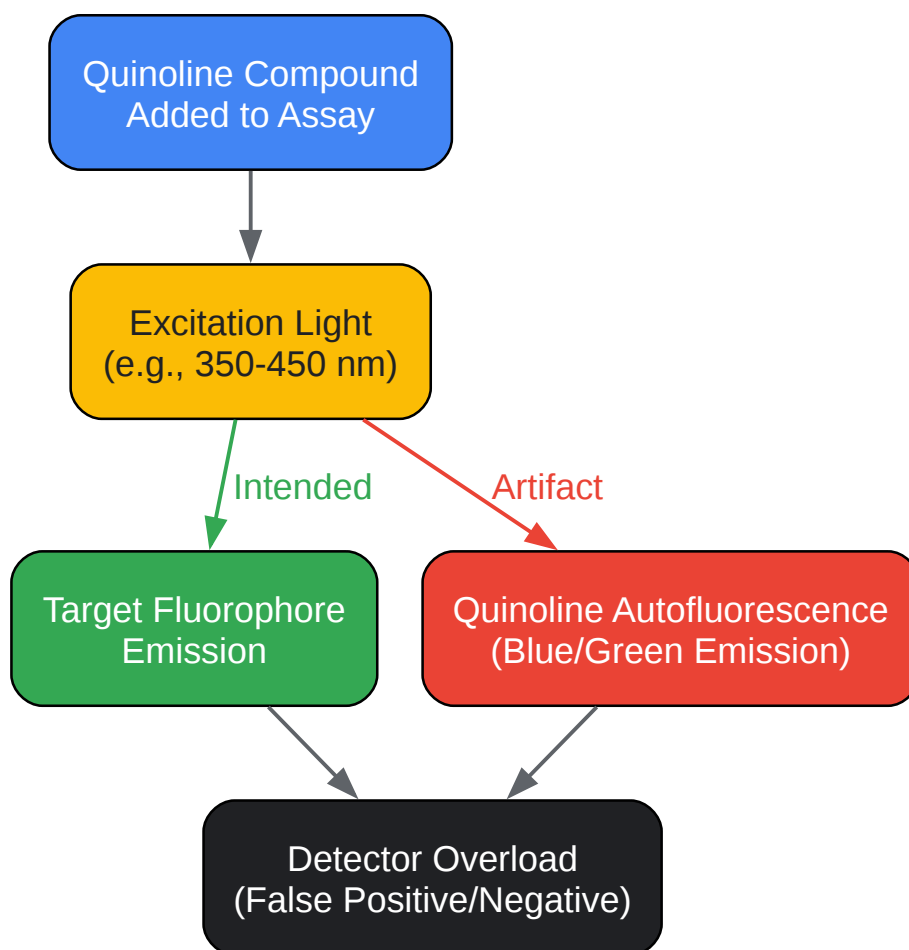 Quinoline Compound
Added to Assay
Excitation Light
(e.g., 350-450 nm)
Intended
Artifact
Target Fluorophore
Emission
Quinoline Autofluorescence
(Blue/Green Emission)
Detector Overload
(False Positive/Negative)